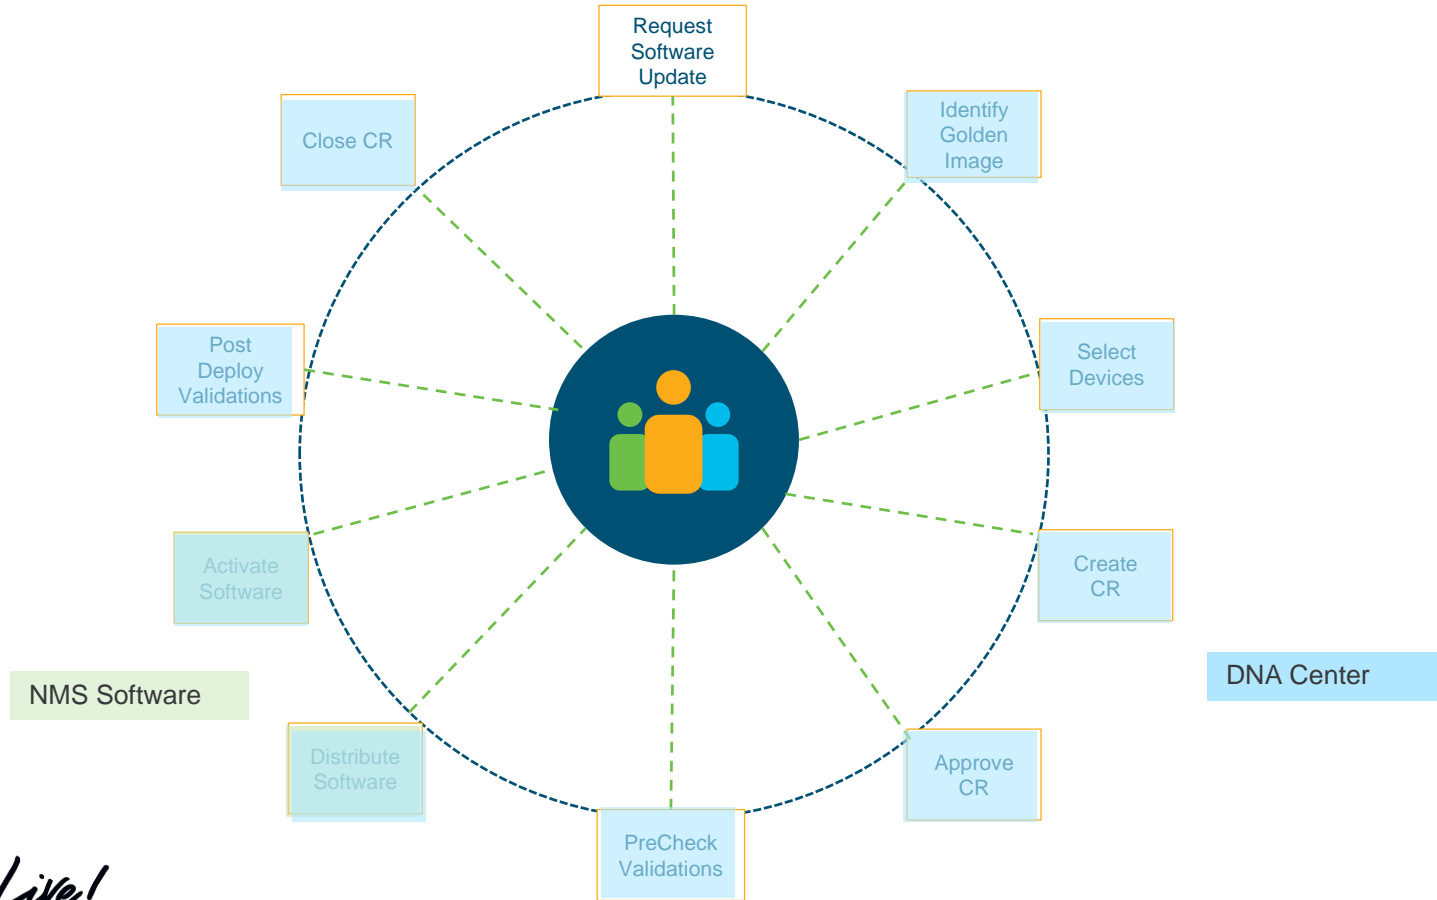 Request
Software
Update
Identify
Golden
Image
Close CR
Select
Devices
Post
Deploy
Validations
Create
CR
Activate
Software
NMS Software
DNA Center
Distribute
Software
Approve
CR
PreCheck
Validations
Live!